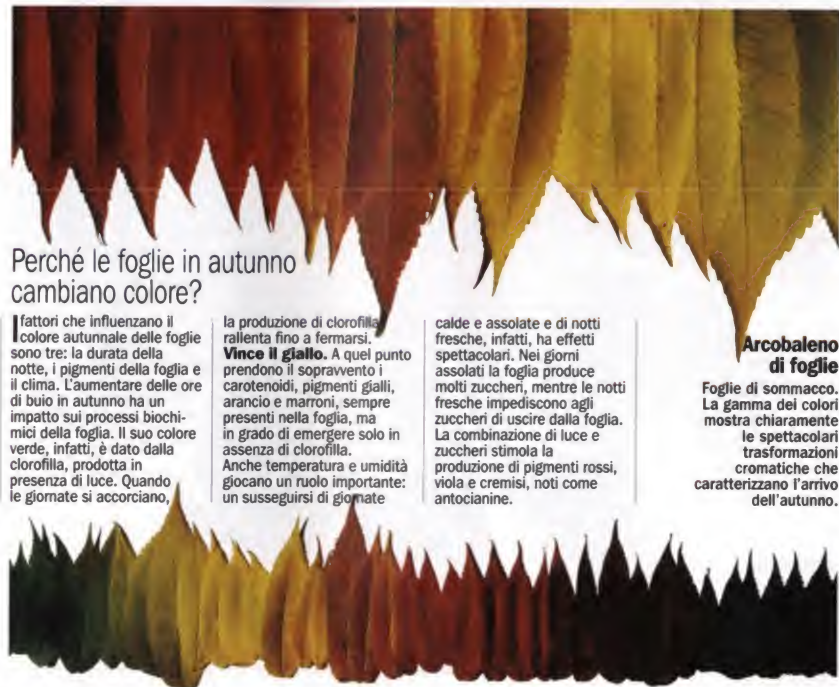 Perché le foglie in autunno
cambiano colore?
I fattori che influenzano il
colore autunnale delle foglie
sono tre: la durata della
notte, i pigmenti della foglia e
il clima. L'aumentare delle ore
di buio in autunno ha un
impatto sui processi biochi-
mici della foglia. Il suo colore
verde, infatti, è dato dalla
clorofilla, prodotta in
presenza di luce. Quando
le giornate si accorciano,
la produzione di clorofilla
rallenta fino a fermarsi.
Vince il giallo. A quel punto
prendono il sopravvento i
carotenoidi, pigmenti gialli,
arancio e marroni, sempre
presenti nella foglia, ma
in grado di emergere solo in
assenza di clorofilla.
Anche temperatura e umidità
giocano un ruolo importante:
un susseguirsi di giornate
calde e assolate e di notti
fresche, infatti, ha effetti
spettacolari. Nei giorni
assolati la foglia produce
molti zuccheri, mentre le notti
fresche impediscono agli
zuccheri di uscire dalla foglia.
La combinazione di luce e
zuccheri stimola la
produzione di pigmenti rossi,
viola e cremisi, noti come
antocianine.
Arcobaleno
di foglie
Foglie di sommacco.
La gamma dei colori
mostra chiaramente
le spettacolari
trasformazioni
cromatiche che
caratterizzano l'arrivo
dell'autunno.